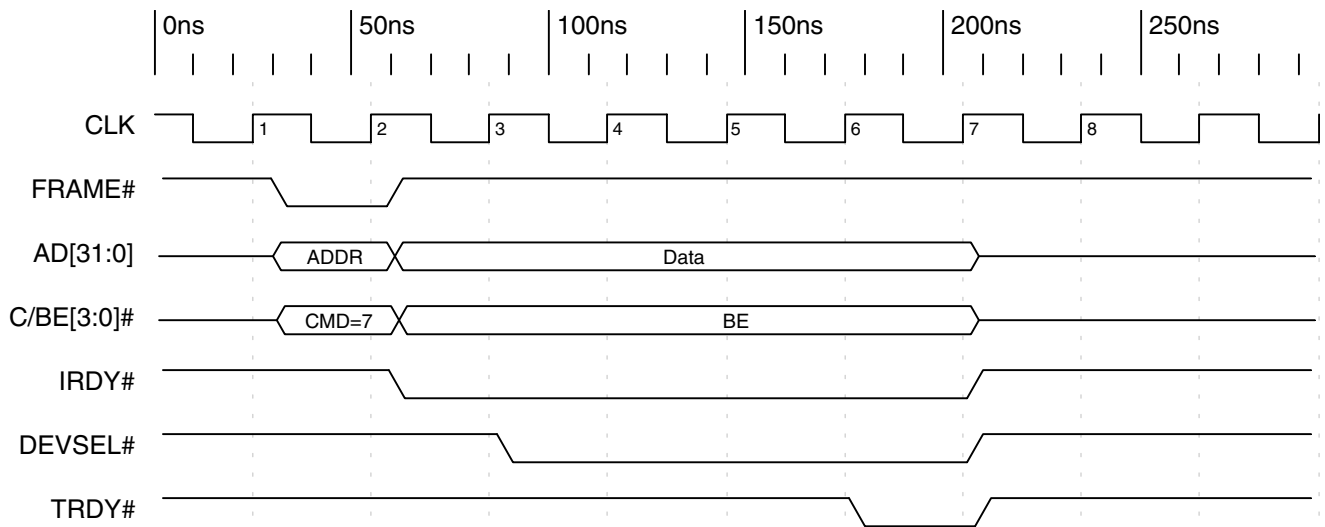 0ns 50ns 100ns 150ns 200ns 250ns
CLK 1 2 3 4 5 6 7 8
FRAME#
AD[31:0] ADDR Data
C/BE[3:0]# CMD=7 BE
IRDY#
DEVSEL#
TRDY#